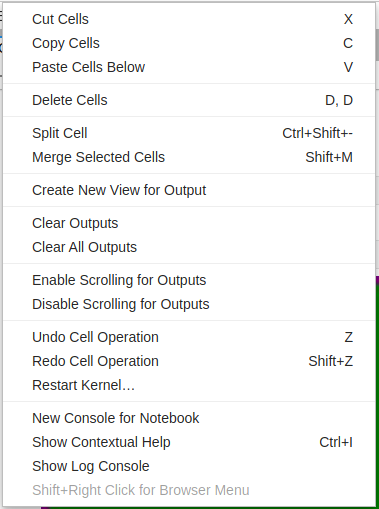 Cut Cells X
Copy Cells C
Paste Cells Below V
Delete Cells D, D
Split Cell Ctrl+Shift+-
Merge Selected Cells Shift+M
Create New View for Output
Clear Outputs
Clear All Outputs
Enable Scrolling for Outputs
Disable Scrolling for Outputs
Undo Cell Operation Z
Redo Cell Operation Shift+Z
Restart Kernel…
New Console for Notebook
Show Contextual Help Ctrl+I
Show Log Console
Shift+Right Click for Browser Menu